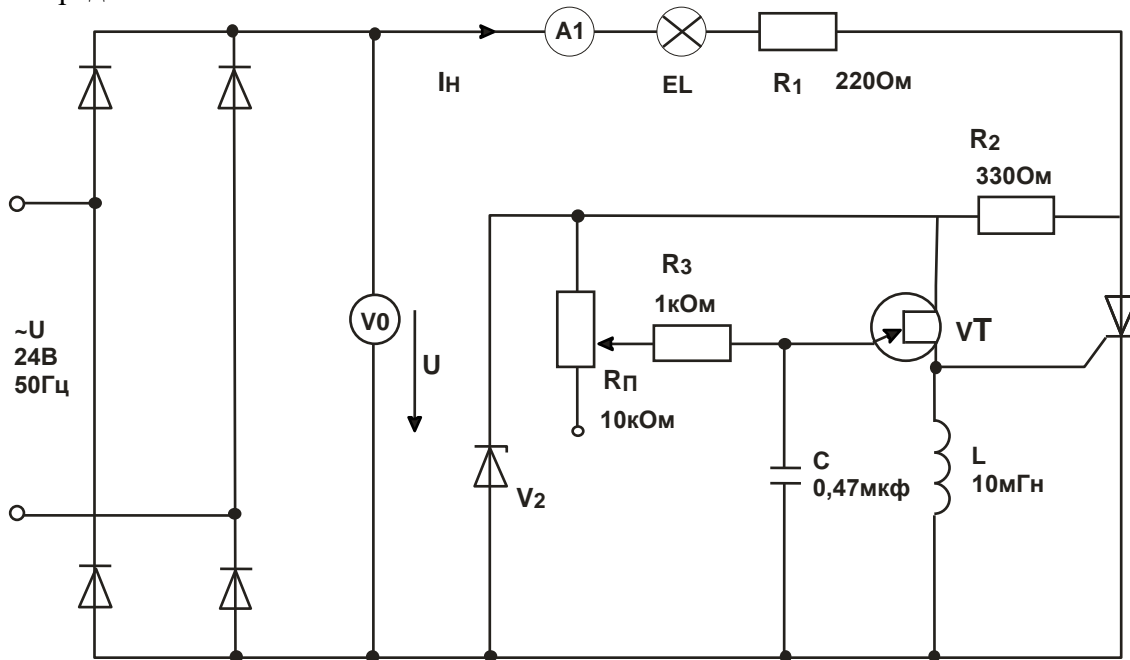 A1
IН
EL
R1
220Ом
R2
330Ом
R3
1кОм
V0
VT
~U
24В
50Гц
U
RП
10кОм
C
0,47мкф
L
10мГн
V2